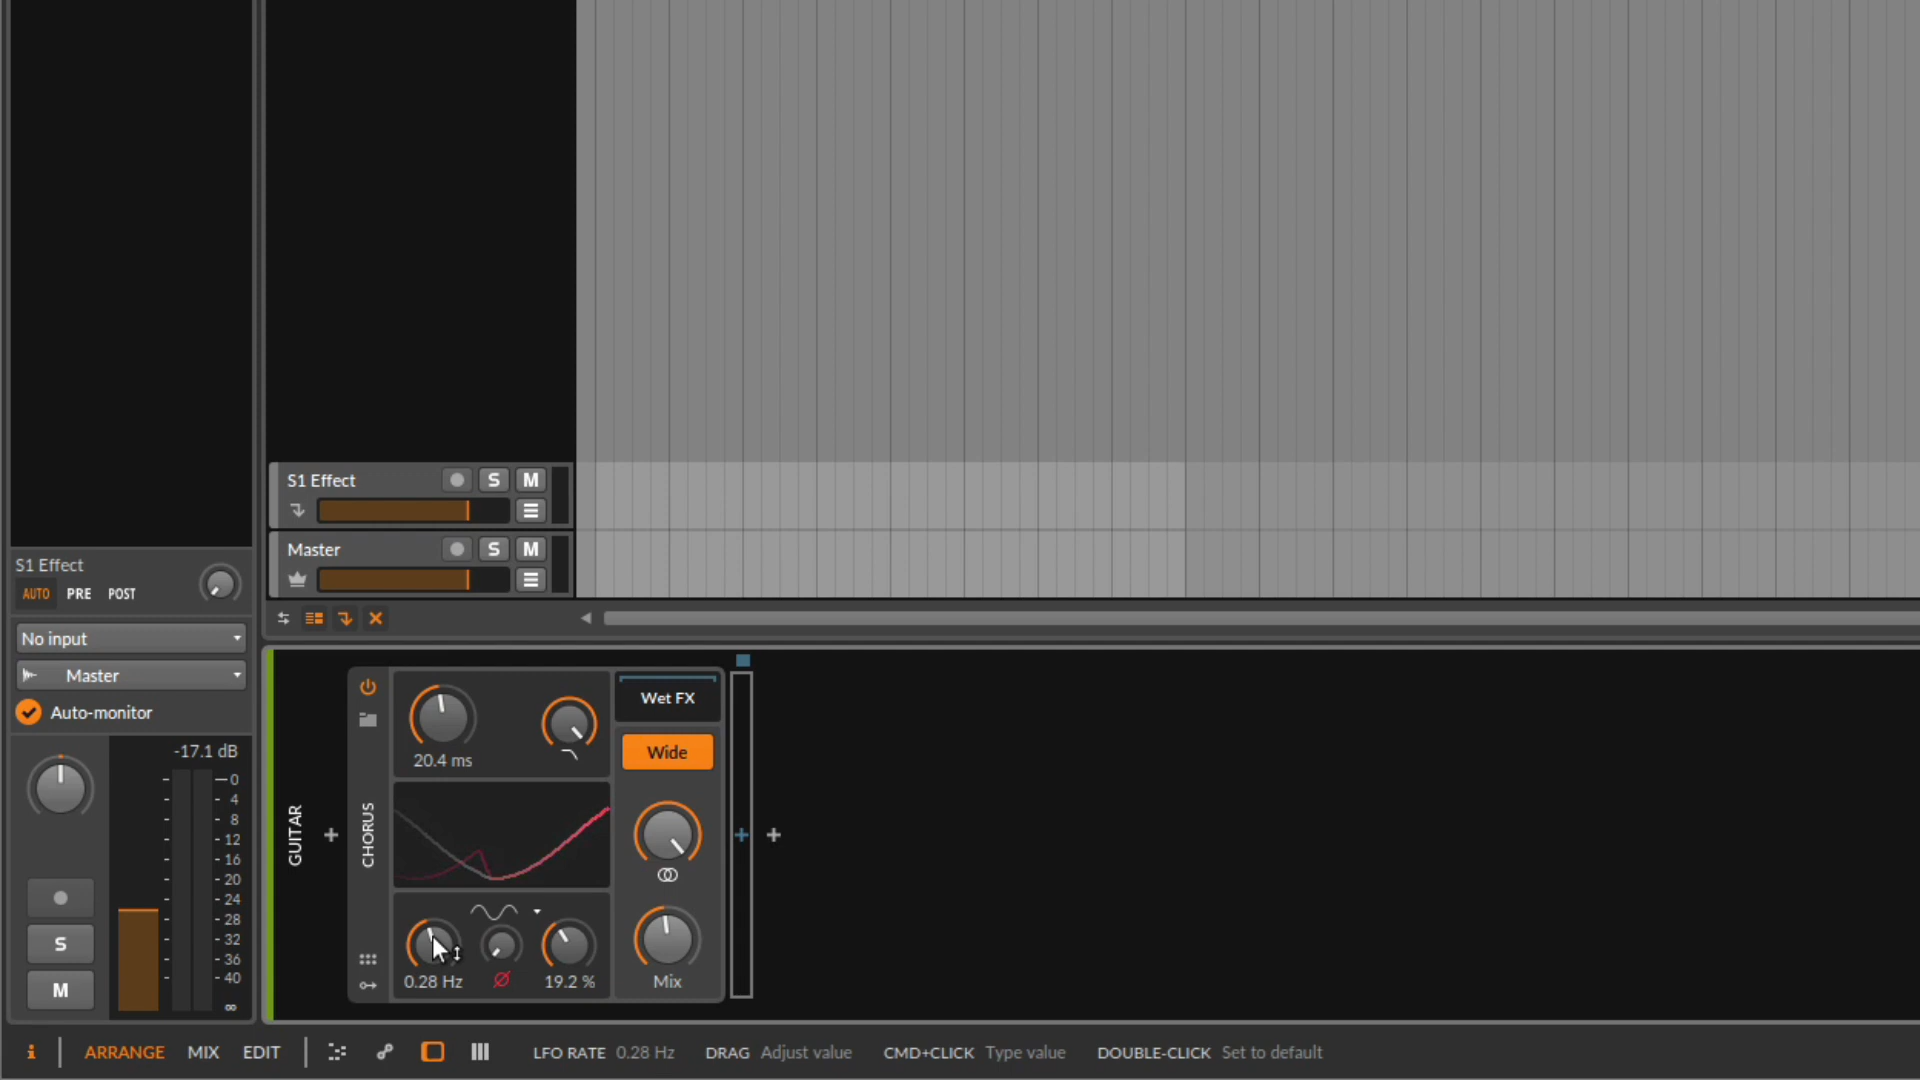 S1 Effect
S M
Master
S M
S1 Effect
AUTO PRE POST
No input
Master
Auto-monitor
-17.1 dB
0
4
8
12
16
20
24
28
32
36
40
∞
S
M
GUITAR
CHORUS
20.4 ms
0.28 Hz
19.2 %
Wet FX
Wide
Mix
i ARRANGE MIX EDIT LFO RATE 0.28 Hz DRAG Adjust value CMD+CLICK Type value DOUBLE-CLICK Set to default